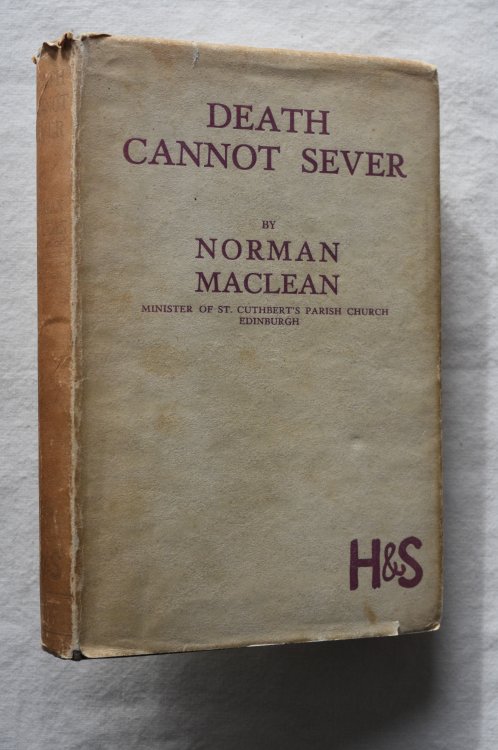 DEATH
CANNOT SEVER
BY
NORMAN
MACLEAN
MINISTER OF ST. CUTHBERT'S PARISH CHURCH
EDINBURGH
H&S